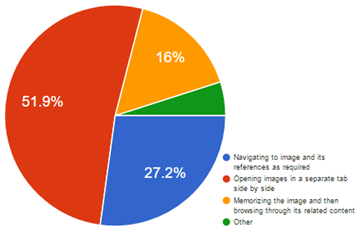 51.9%
16%
27.2%
Navigating to image and its
references as required
Opening images in a separate tab
side by side
Memorizing the image and then
browsing through its related content
Other